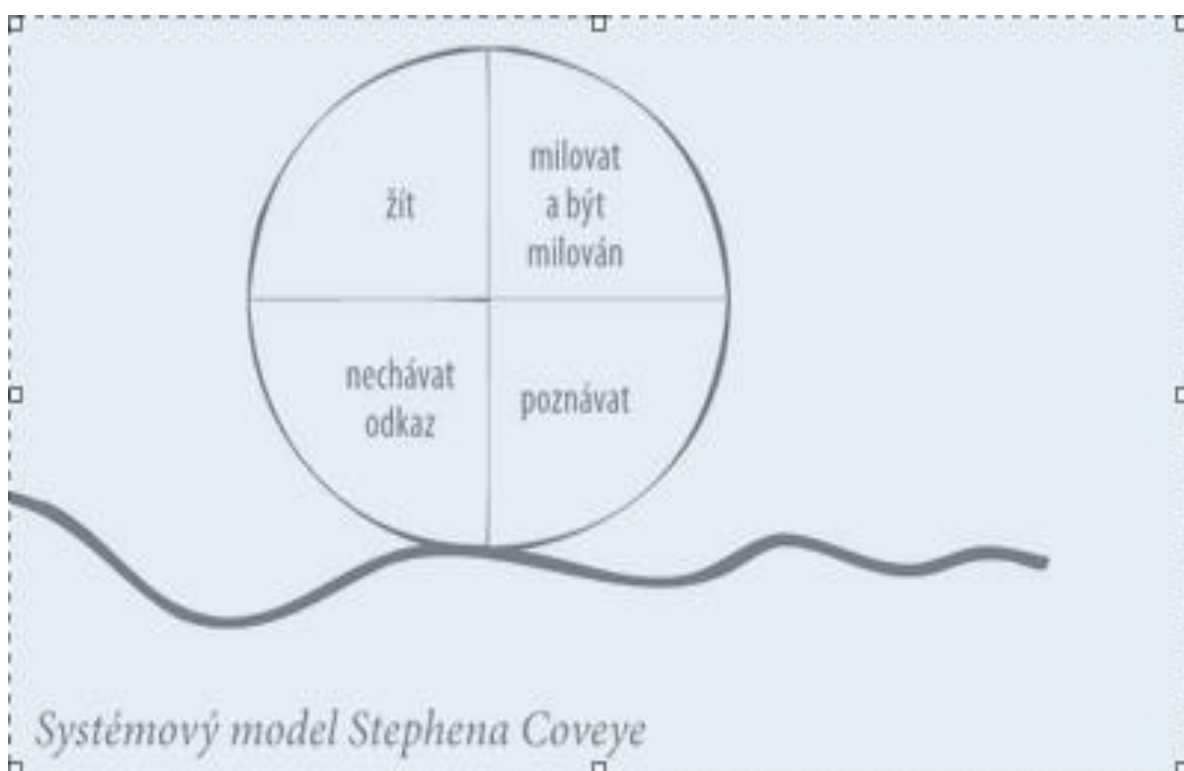 žít
milovat
a být
milován
nechávat
odkaz
poznávat
Systémový model Stephena Coveye